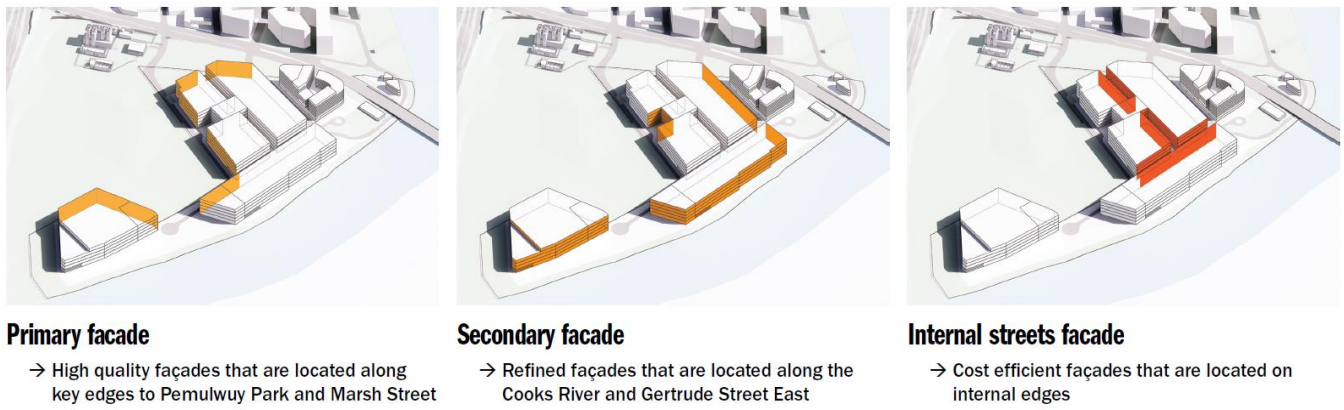 Primary facade
→ High quality façades that are located along
key edges to Pemulwuy Park and Marsh Street
Secondary facade
→ Refined façades that are located along the
Cooks River and Gertrude Street East
Internal streets facade
→ Cost efficient façades that are located on
internal edges